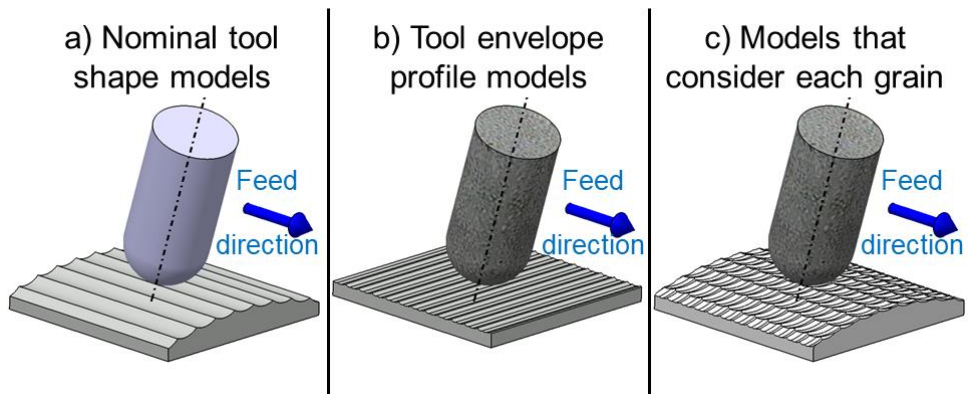 a) Nominal tool
shape models
Feed
direction
b) Tool envelope
profile models
Feed
direction
c) Models that
consider each grain
Feed
direction